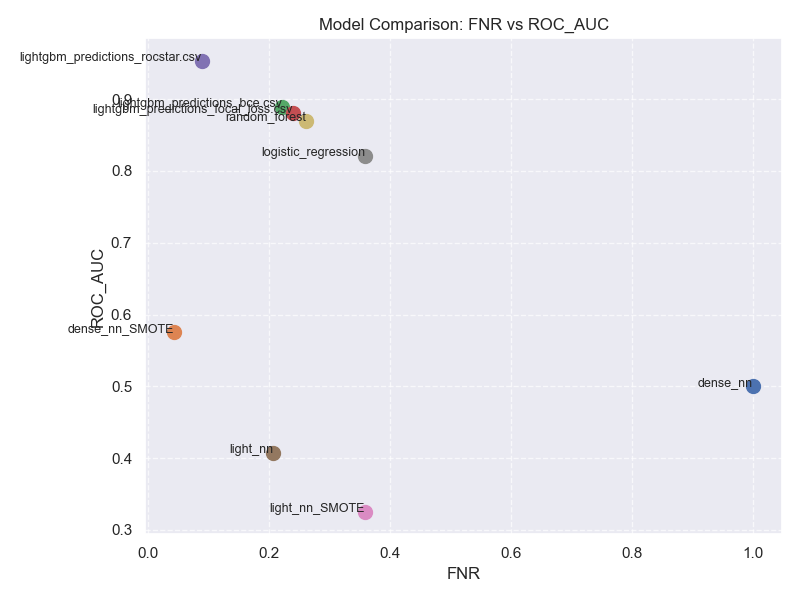 Model Comparison: FNR vs ROC_AUC
lightgbm_predictions_rocstar.csv
0.9
lightgbm_predictions_bce.csv
lightgbm_predictions_focal_loss.csv
random_forest
logistic_regression
0.8
0.7
ROC_AUC
0.6
dense_nn_SMOTE
0.5
dense_nn
light_nn
0.4
light_nn_SMOTE
0.3
0.0 0.2 0.4 0.6 0.8 1.0
FNR